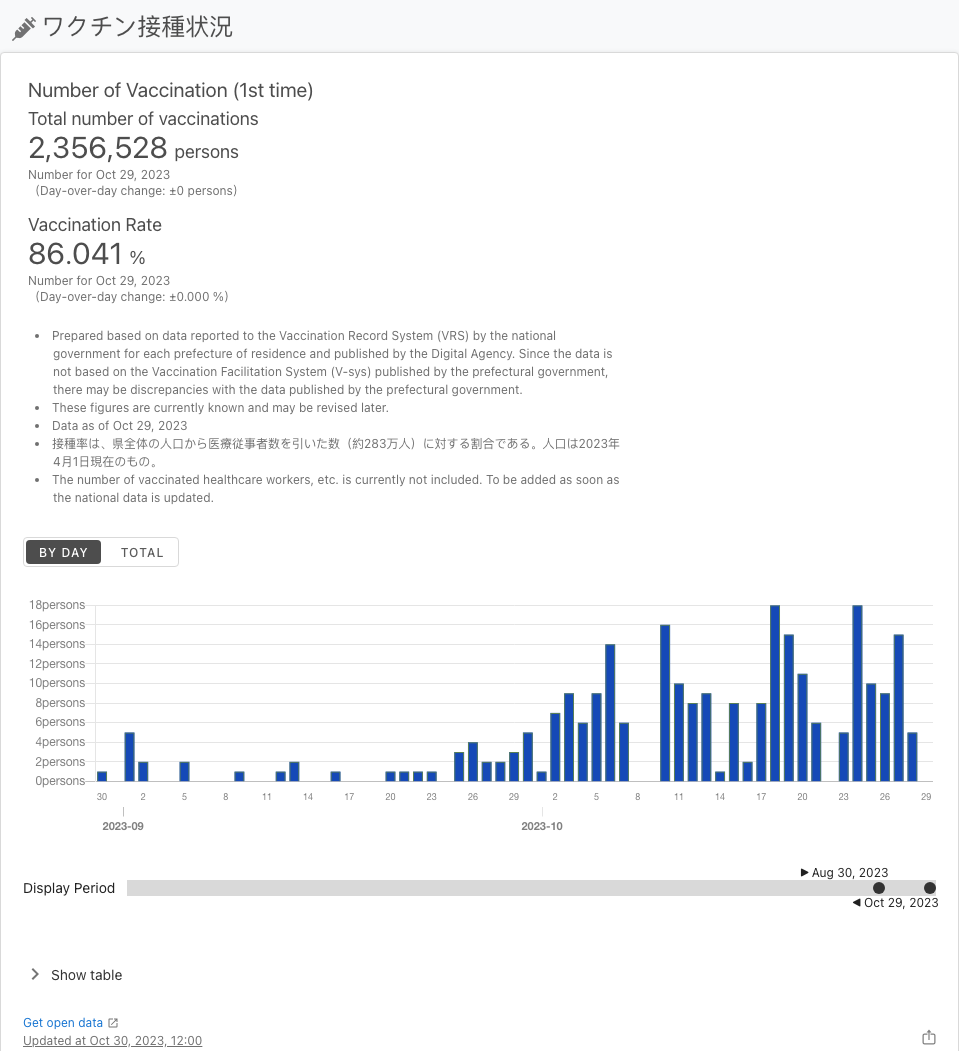 ワクチン接種状況
Number of Vaccination (1st time)
Total number of vaccinations
2,356,528 persons
Number for Oct 29, 2023
(Day-over-day change: ±0 persons)
Vaccination Rate
86.041 %
Number for Oct 29, 2023
(Day-over-day change: ±0.000 %)
• Prepared based on data reported to the Vaccination Record System (VRS) by the national
government for each prefecture of residence and published by the Digital Agency. Since the data is
not based on the Vaccination Facilitation System (V-sys) published by the prefectural government,
there may be discrepancies with the data published by the prefectural government.
• These figures are currently known and may be revised later.
• Data as of Oct 29, 2023
• 接種率は、県全体の人口から医療従事者数を引いた数（約283万人）に対する割合である。人口は2023年
4月1日現在のもの。
• The number of vaccinated healthcare workers, etc. is currently not included. To be added as soon as
the national data is updated.
BY DAY TOTAL
18persons
16persons
14persons
12persons
10persons
8persons
6persons
4persons
2persons
0persons
30 2 5 8 11 14 17 20 23 26 29 2 5 8 11 14 17 20 23 26 29
2023-09 2023-10
▶ Aug 30, 2023
Display Period
◀ Oct 29, 2023
Show table
Get open data
Updated at Oct 30, 2023, 12:00